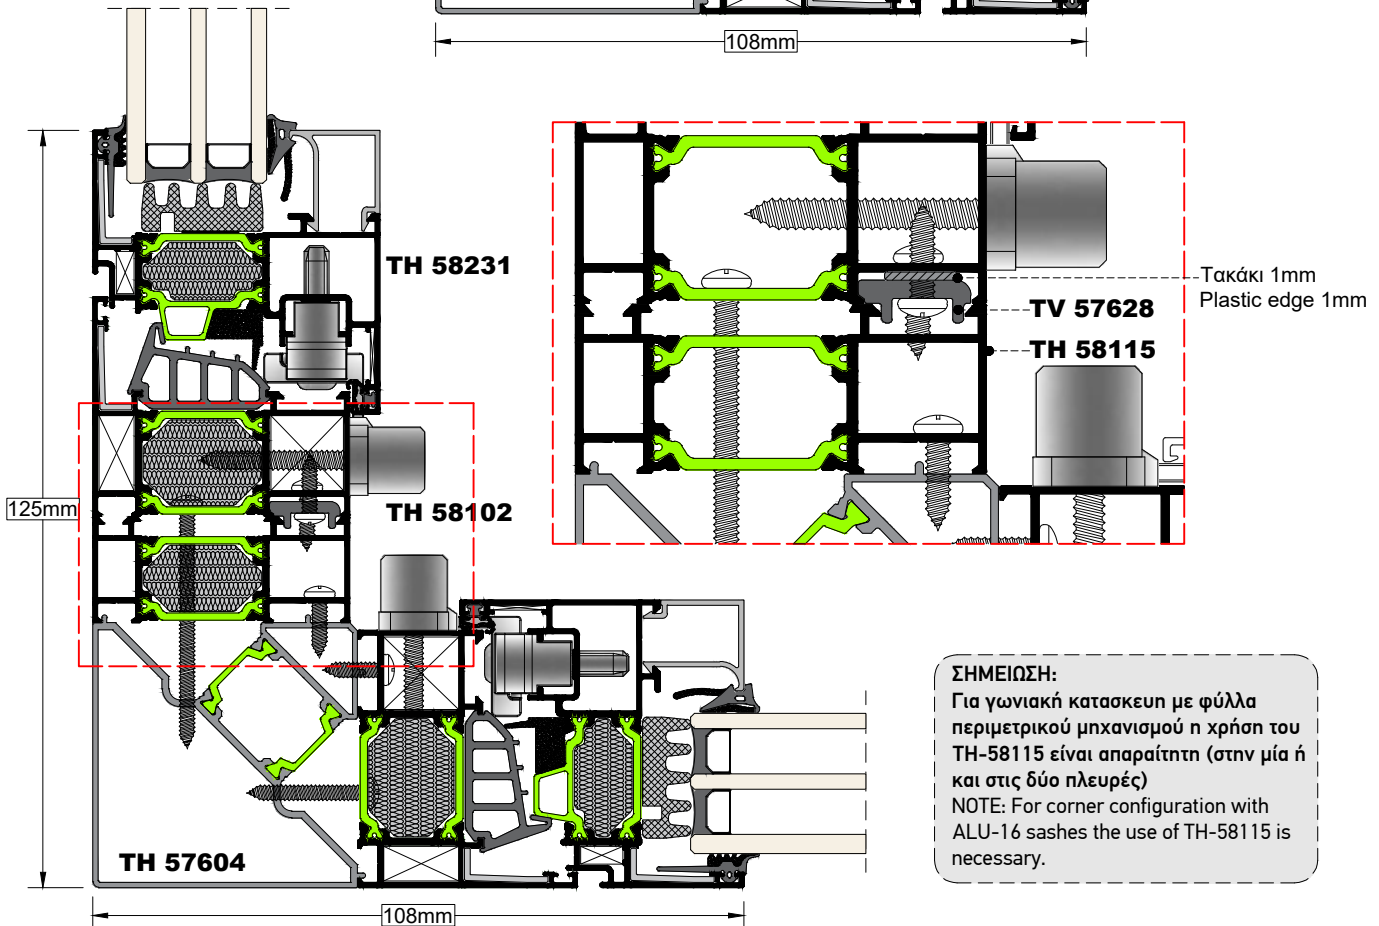 108mm
TH 58231
Τακάκι 1mm
Plastic edge 1mm
TV 57628
TH 58115
125mm
TH 58102
ΣΗΜΕΙΩΣΗ:
Για γωνιακή κατασκευη με φύλλα
περιμετρικού μηχανισμού η χρήση του
TH-58115 είναι απαραίτητη (στην μία ή
και στις δύο πλευρές)
NOTE: For corner configuration with
ALU-16 sashes the use of TH-58115 is
necessary.
TH 57604
108mm